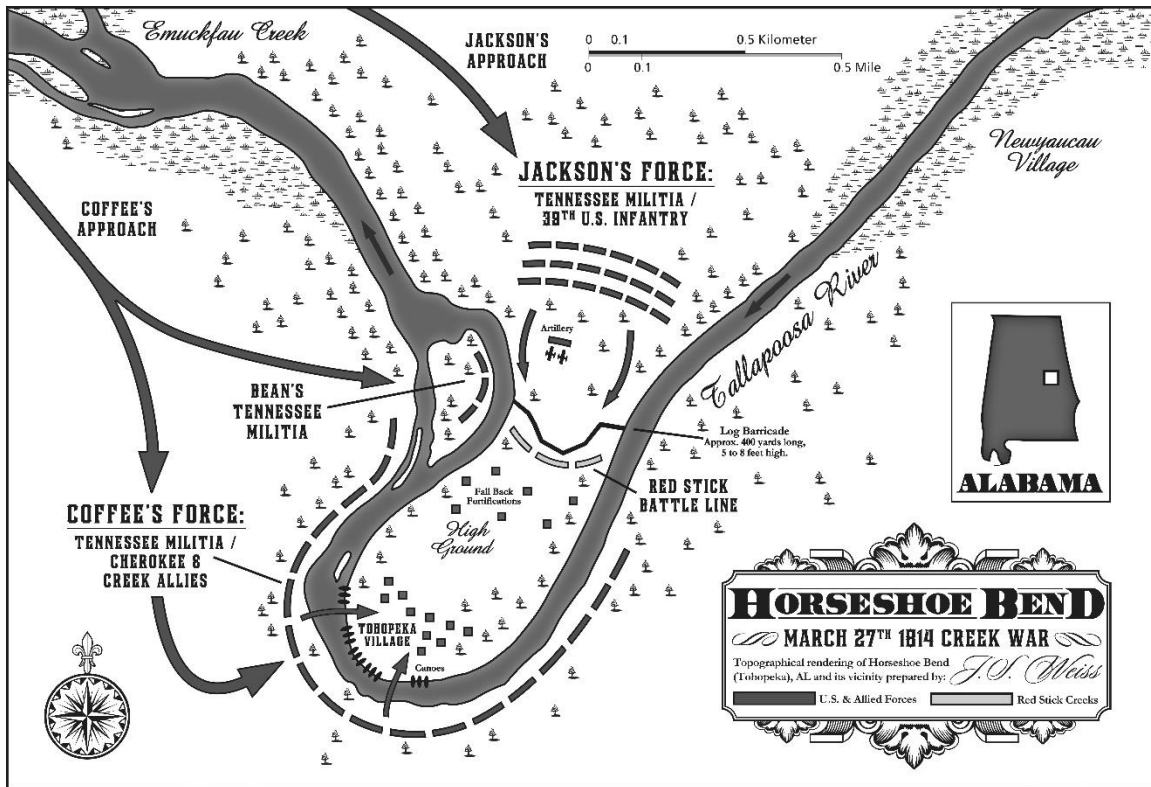 Emuckfau Creek
JACKSON'S
APPROACH
0 0.1 0.5 Kilometer
0 0.1 0.5 Mile
Newyaucau
Village
JACKSON'S FORCE:
TENNESSEE MILITIA /
39TH U.S. INFANTRY
COFFEE'S
APPROACH
Tallapoosa River
Artillery
BEAN'S
TENNESSEE
MILITIA
Log Barricade
Approx. 400 yards long,
5 to 8 feet high.
RED STICK
BATTLE LINE
Fall Back
Fortifications
High
Ground
ALABAMA
COFFEE'S FORCE:
TENNESSEE MILITIA /
CHEROKEE &
CREEK ALLIES
TOHOPEKA
VILLAGE
Canoes
HORSESHOE BEND
MARCH 27TH 1814 CREEK WAR
Topographical rendering of Horseshoe Bend
(Tohopeka), AL and its vicinity prepared by: J.S. Weiss
U.S. & Allied Forces Red Stick Creeks